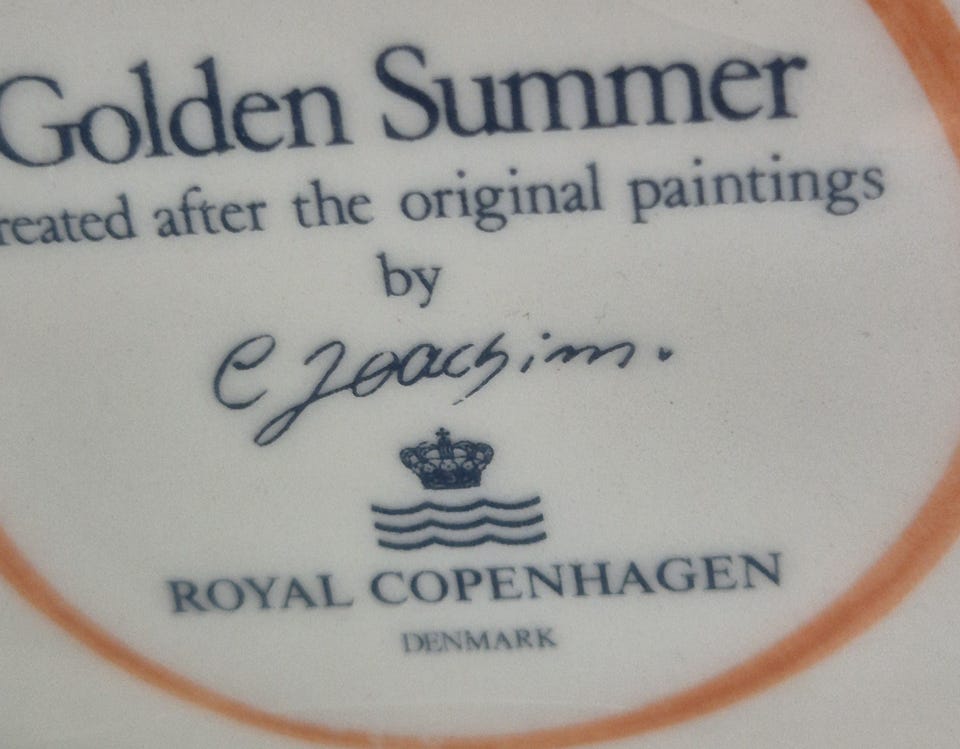 Golden Summer
reated after the original paintings
by
C Joachim.
ROYAL COPENHAGEN
DENMARK